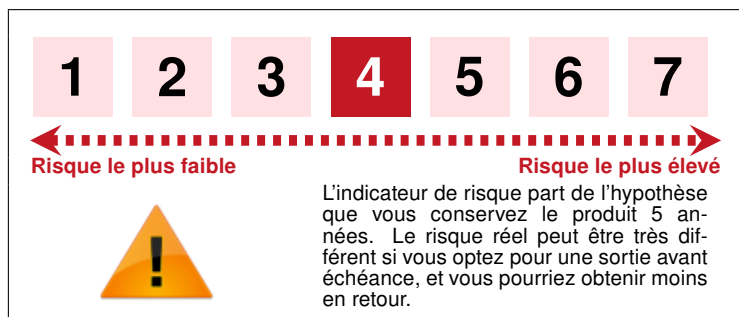 1 2 3 4 5 6 7
Risque le plus faible Risque le plus élevé
L'indicateur de risque part de l'hypothèse
que vous conservez le produit 5 an-
nées. Le risque réel peut être très dif-
férent si vous optez pour une sortie avant
échéance, et vous pourriez obtenir moins
en retour.